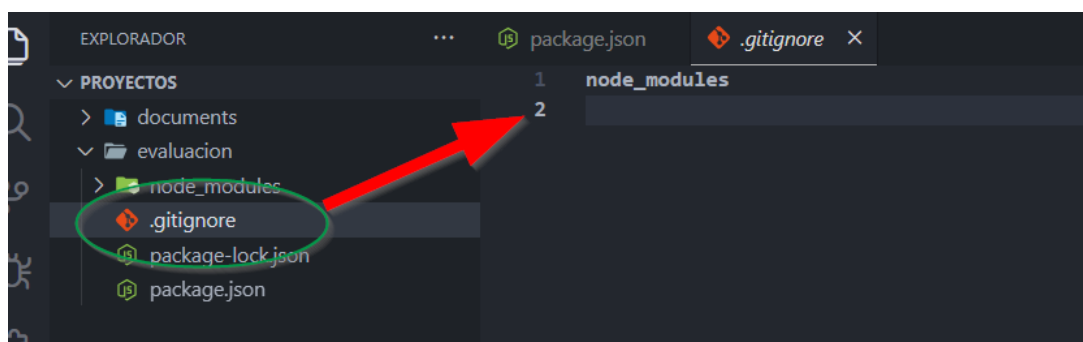 EXPLORADOR
PROYECTOS
documents
evaluacion
node_modules
.gitignore
package-lock.json
package.json
package.json
.gitignore
1 node_modules
2